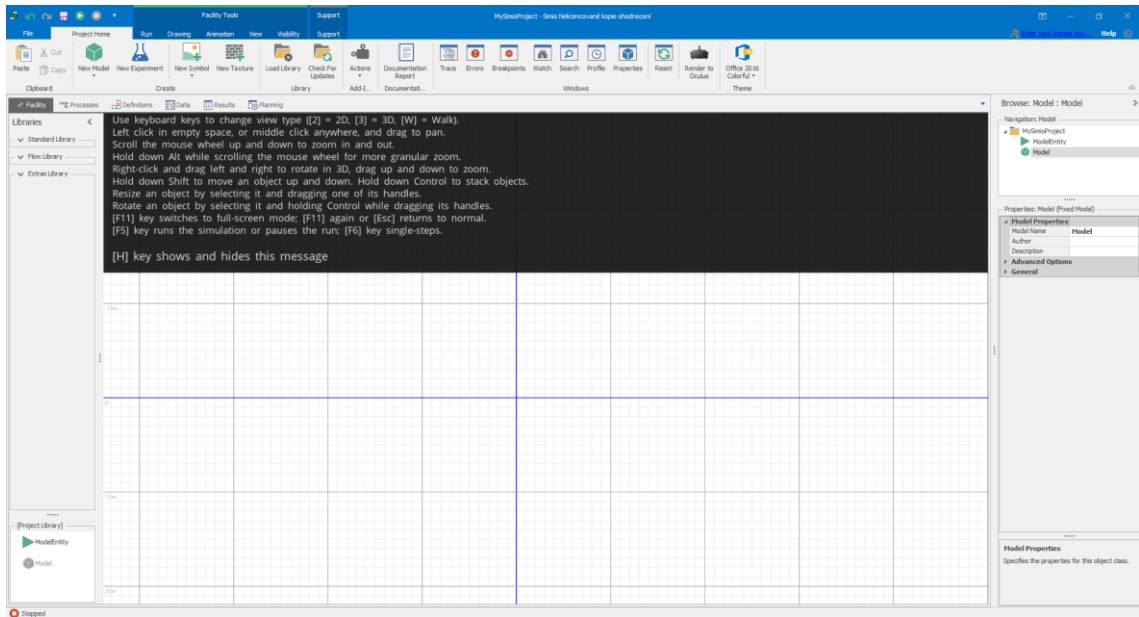 Facility Tools
Support
MySimioProject - Simio Nelicencované kopie ohodnocení
File
Project Home
Run
Drawing
Animation
View
Visibility
Support
Enter your license key...
Help
Paste
Cut
Copy
Clipboard
New Model
New Experiment
New Symbol
New Texture
Create
Load Library
Check For Updates
Library
Actions
Add-I...
Documentation Report
Documentati...
Trace
Errors
Breakpoints
Watch
Search
Profile
Properties
Windows
Reset
Render to Oculus
Office 2016 Colorful
Theme
Facility
Processes
Definitions
Data
Results
Planning
Libraries
Standard Library
Flow Library
Extras Library
Use keyboard keys to change view type ([2] = 2D, [3] = 3D, [W] = Walk).
Left click in empty space, or middle click anywhere, and drag to pan.
Scroll the mouse wheel up and down to zoom in and out.
Hold down Alt while scrolling the mouse wheel for more granular zoom.
Right-click and drag left and right to rotate in 3D, drag up and down to zoom.
Hold down Shift to move an object up and down. Hold down Control to stack objects.
Resize an object by selecting it and dragging one of its handles.
Rotate an object by selecting it and holding Control while dragging its handles.
[F11] key switches to full-screen mode; [F11] again or [Esc] returns to normal.
[F5] key runs the simulation or pauses the run; [F6] key single-steps.
[H] key shows and hides this message
-10m
0
10m
20m
[Project Library]
ModelEntity
Model
Browse: Model : Model
Navigation: Model
MySimioProject
ModelEntity
Model
Properties: Model (Fixed Model)
Model Properties
Model Name Model
Author
Description
Advanced Options
General
Model Properties
Specifies the properties for this object class.
Stopped